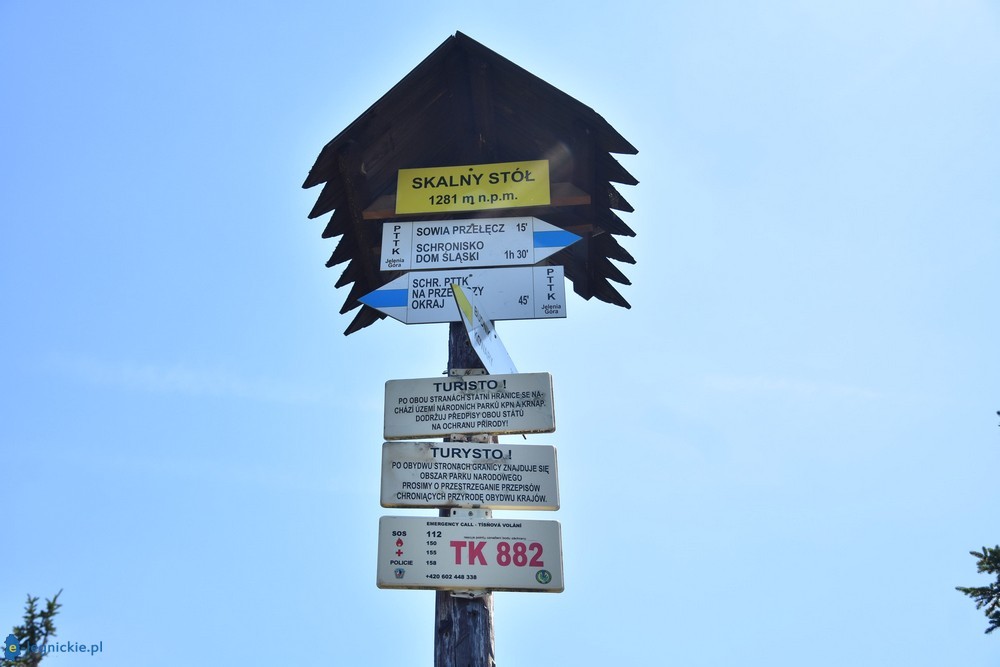 SKALNY STÓŁ
1281 m n.p.m.
PTTK
Jelenia
Góra
SOWIA PRZEŁĘCZ 15'
SCHRONISKO
DOM ŚLĄSKI 1h 30'
SCHR. PTTK
NA
OKRAJ 45'
PTTK
Jelenia
Góra
TURISTO !
PO OBOU STRANÁCH STÁTNÍ HRANICE SE NA-
CHÁZÍ ÚZEMÍ NÁRODNÍCH PARKŮ KPN A KRNAP.
DODRŽUJ PŘEDPISY OBOU STÁTŮ
NA OCHRANU PŘÍRODY!
TURYSTO !
PO OBYDWU STRONACH GRANICY ZNAJDUJE SIĘ
OBSZAR PARKU NARODOWEGO
PROSIMY O PRZESTRZEGANIE PRZEPISÓW
CHRONIĄCYCH PRZYRODĘ OBYDWU KRAJÓW.
EMERGENCY CALL - TÍSŇOVÁ VOLÁNÍ
SOS 112
150
155
POLICIE 158
TK 882
+420 602 448 338